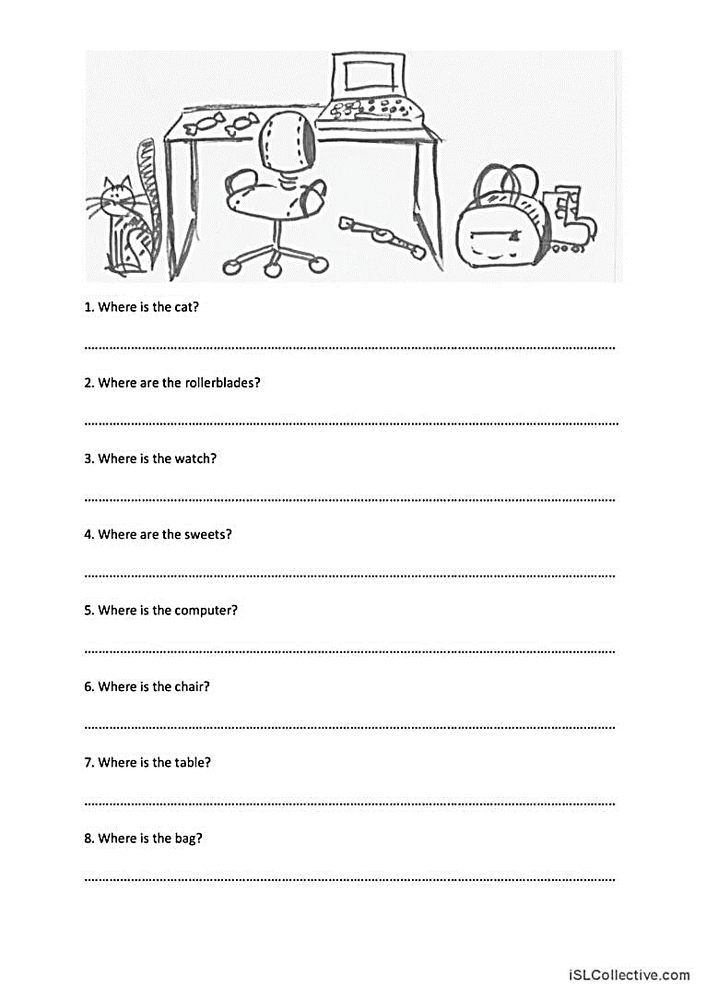 1. Where is the cat?
2. Where are the rollerblades?
3. Where is the watch?
4. Where are the sweets?
5. Where is the computer?
6. Where is the chair?
7. Where is the table?
8. Where is the bag?
iSLCollective.com